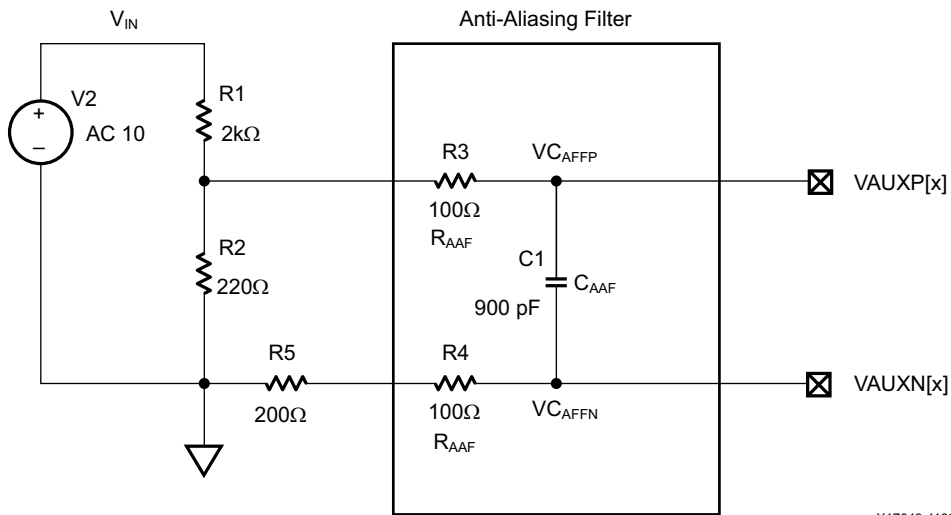 Anti-Aliasing Filter
VIN
V2
+
–
AC 10
R1
2kΩ
R3
100Ω
RAAF
VCAFFP
VAUXP[x]
R2
220Ω
C1
CAAF
900 pF
R5
200Ω
R4
100Ω
RAAF
VCAFFN
VAUXN[x]